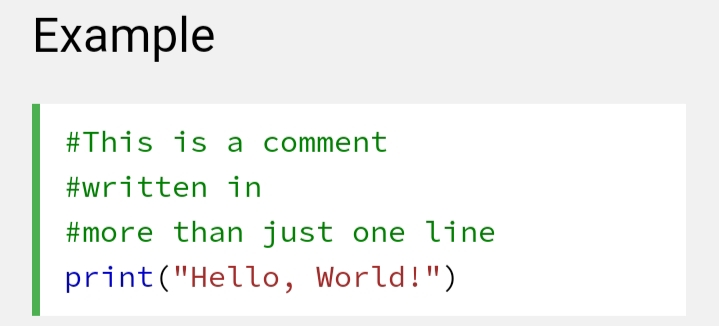 Example
#This is a comment
#written in
#more than just one line
print("Hello, World!")